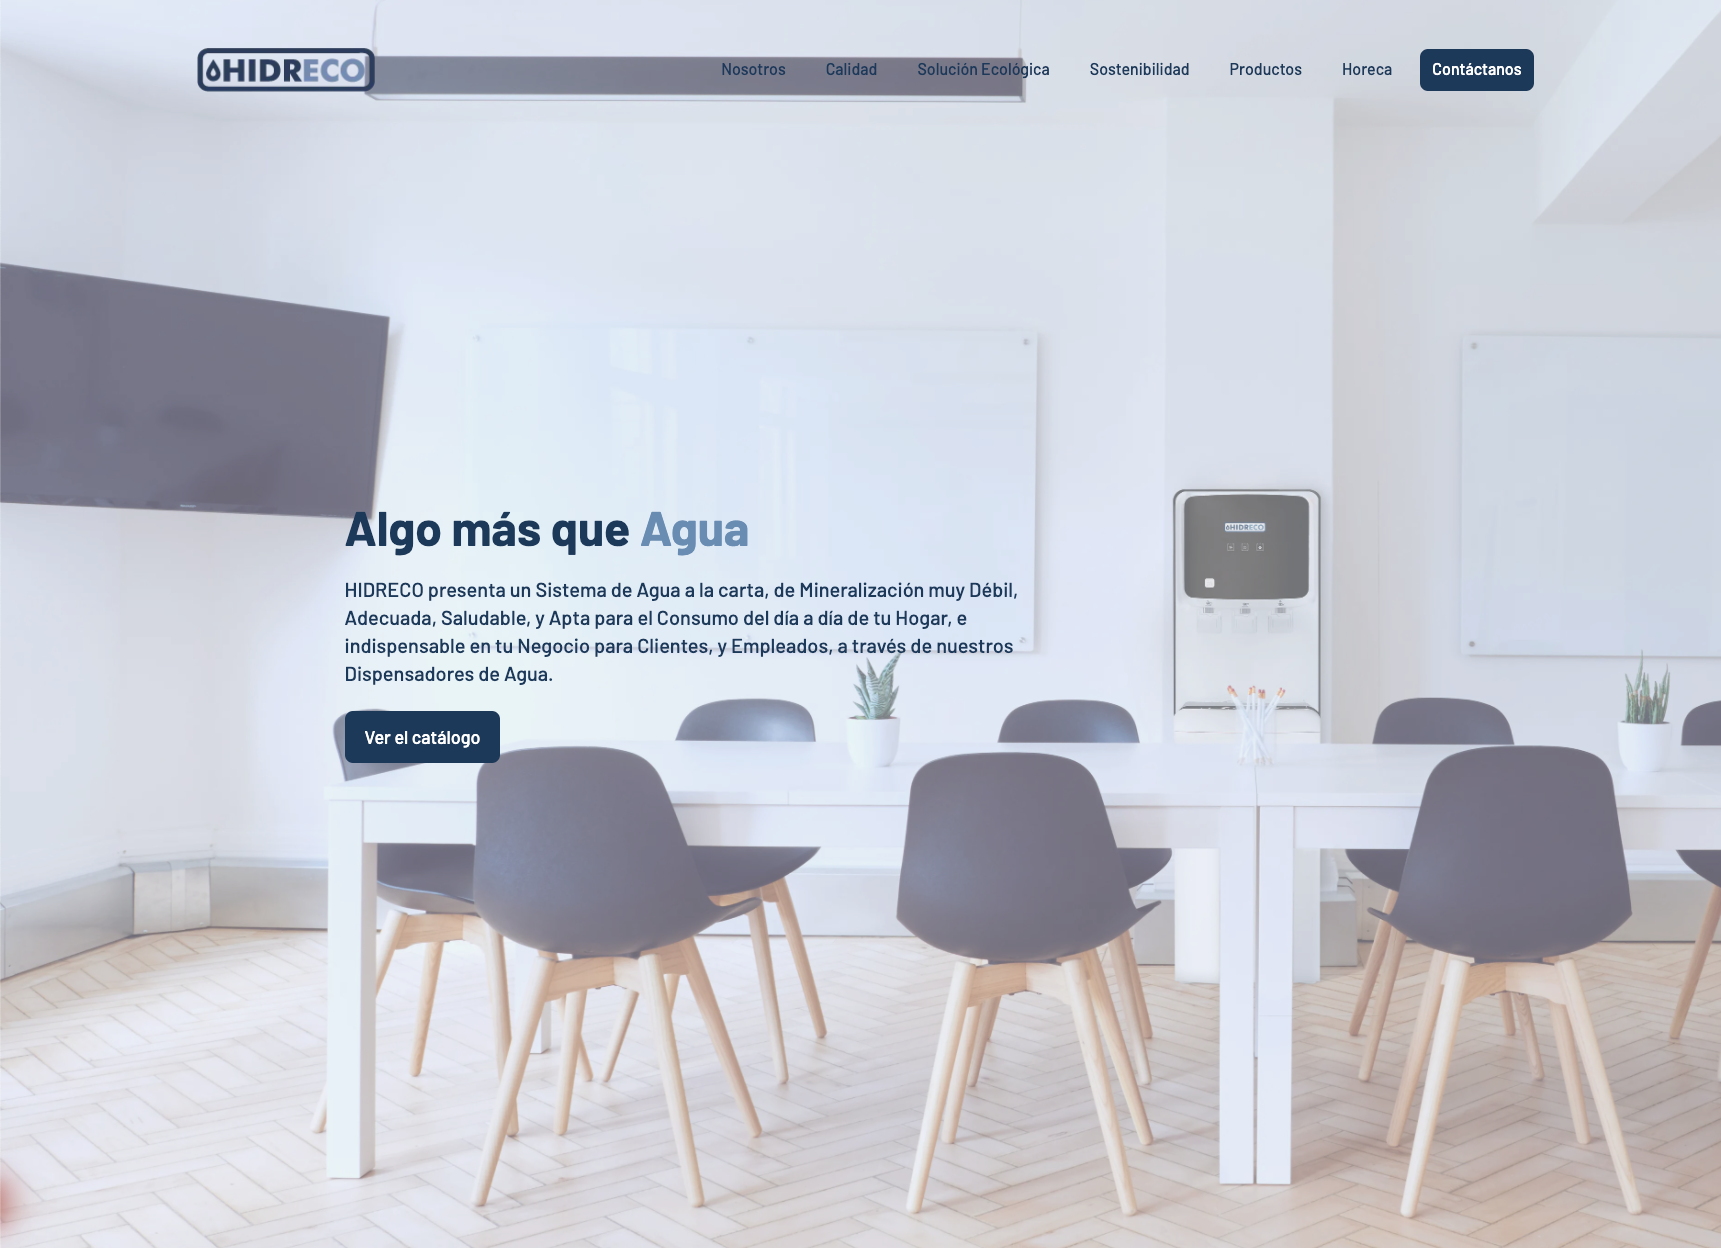 HIDRECO
Nosotros
Calidad
Solución Ecológica
Sostenibilidad
Productos
Horeca
Contáctanos
Algo más que Agua
HIDRECO presenta un Sistema de Agua a la carta, de Mineralización muy Débil,
Adecuada, Saludable, y Apta para el Consumo del día a día de tu Hogar, e
indispensable en tu Negocio para Clientes, y Empleados, a través de nuestros
Dispensadores de Agua.
HIDRECO
Ver el catálogo